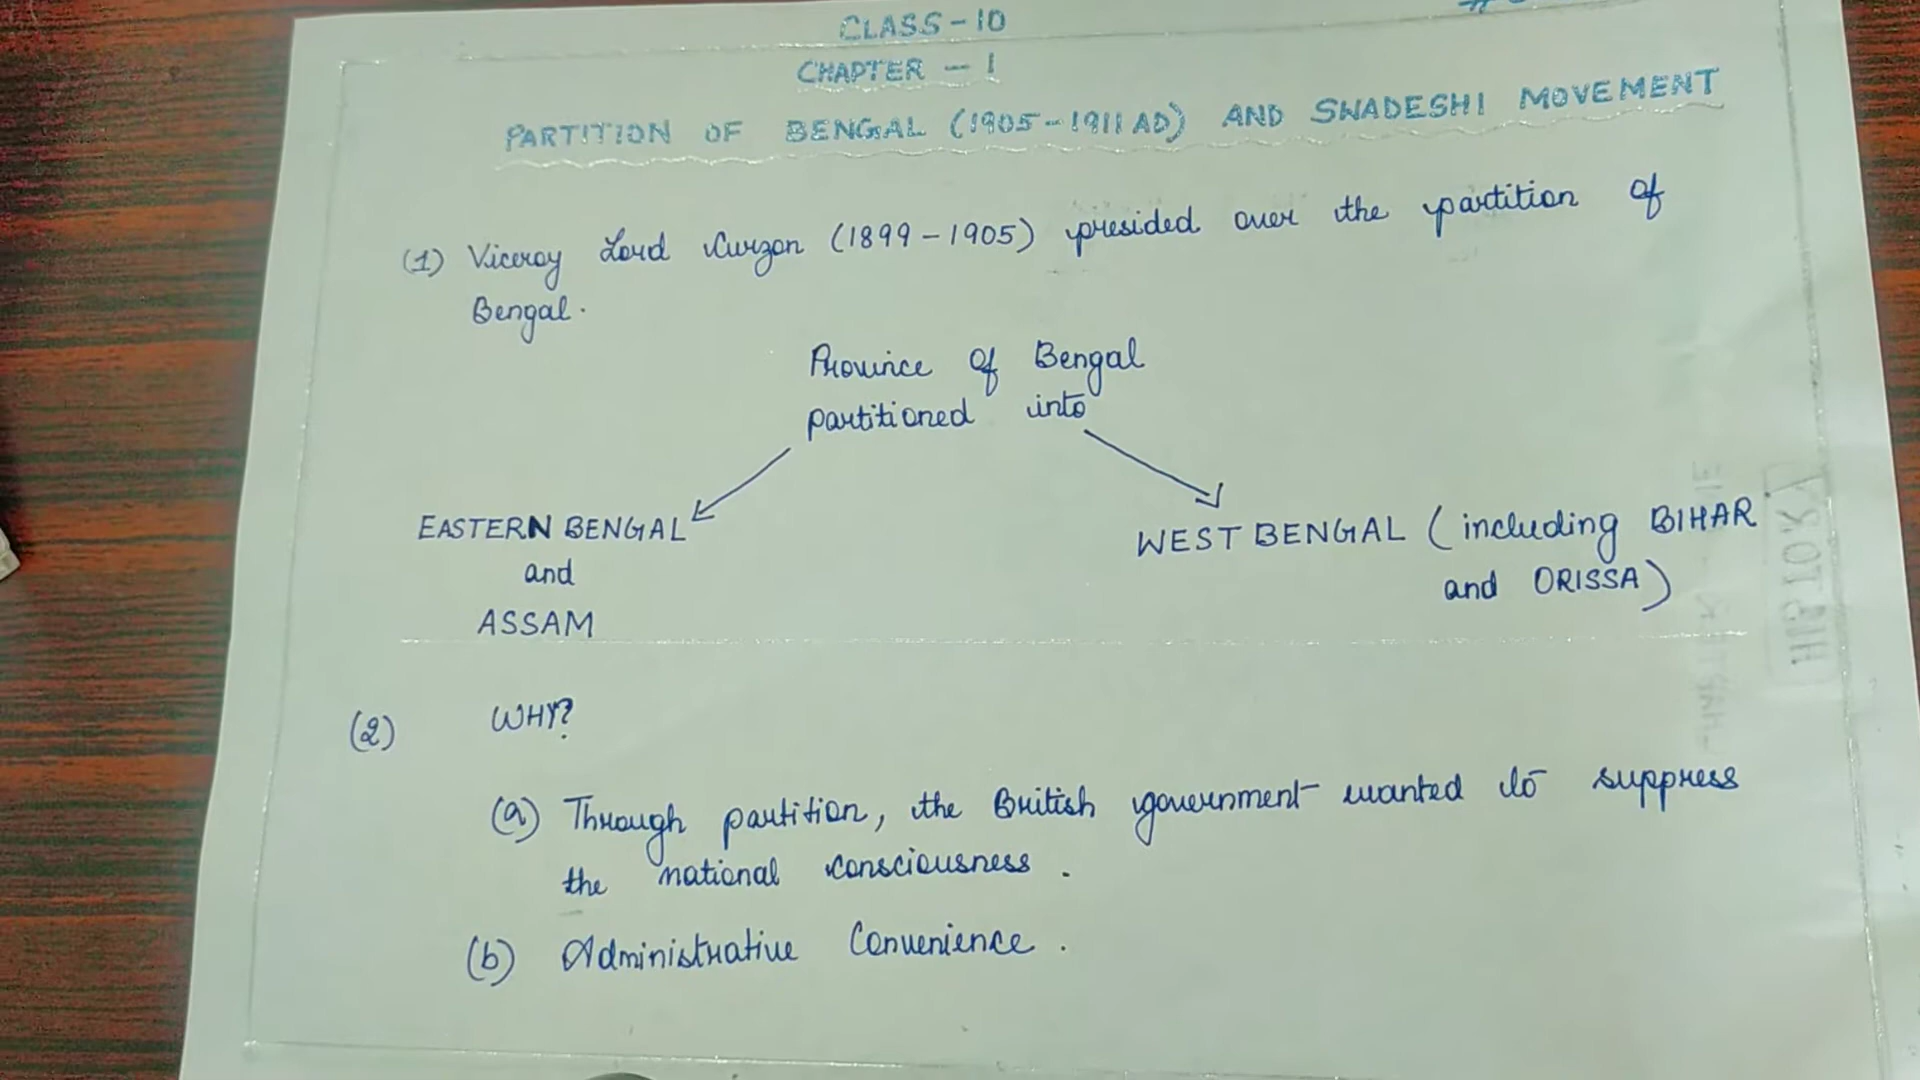 CLASS-10
CHAPTER - 1
PARTITION OF BENGAL (1905-1911 AD) AND SWADESHI MOVEMENT
(1) Viceroy Lord Curzon (1899-1905) presided over the partition of
Bengal.
Province of Bengal
partitioned into
EASTERN BENGAL
and
ASSAM
WEST BENGAL (including BIHAR
and ORISSA)
(2) WHY?
(a) Through partition, the British government wanted to suppress
the national consciousness.
(b) Administrative Convenience.
HISTORY